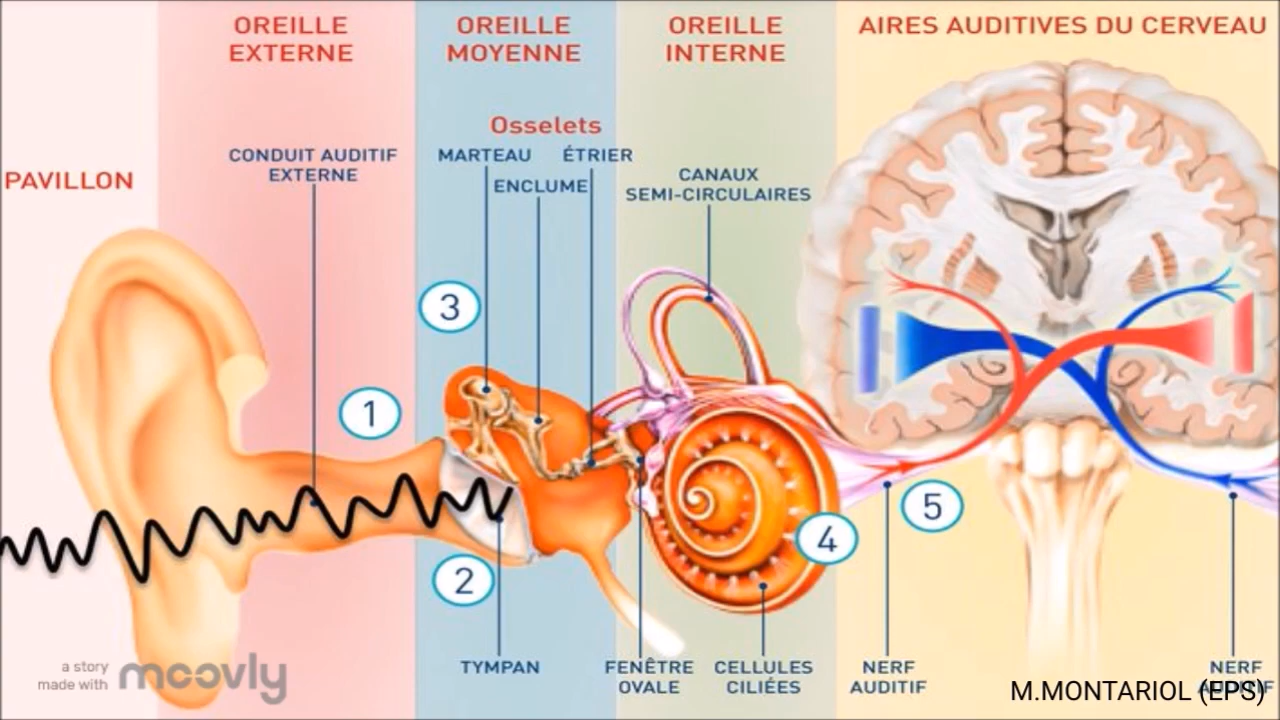 OREILLE
EXTERNE
OREILLE
MOYENNE
OREILLE
INTERNE
AIRES AUDITIVES DU CERVEAU
Osselets
CONDUIT AUDITIF
EXTERNE
MARTEAU
ÉTRIER
ENCLUME
PAVILLON
CANAUX
SEMI-CIRCULAIRES
3
1
5
4
2
TYMPAN
FENÊTRE
OVALE
CELLULES
CILIÉES
NERF
AUDITIF
NERF
AUDITIF
a story
made with moovly
M.MONTARIOL (EPS)